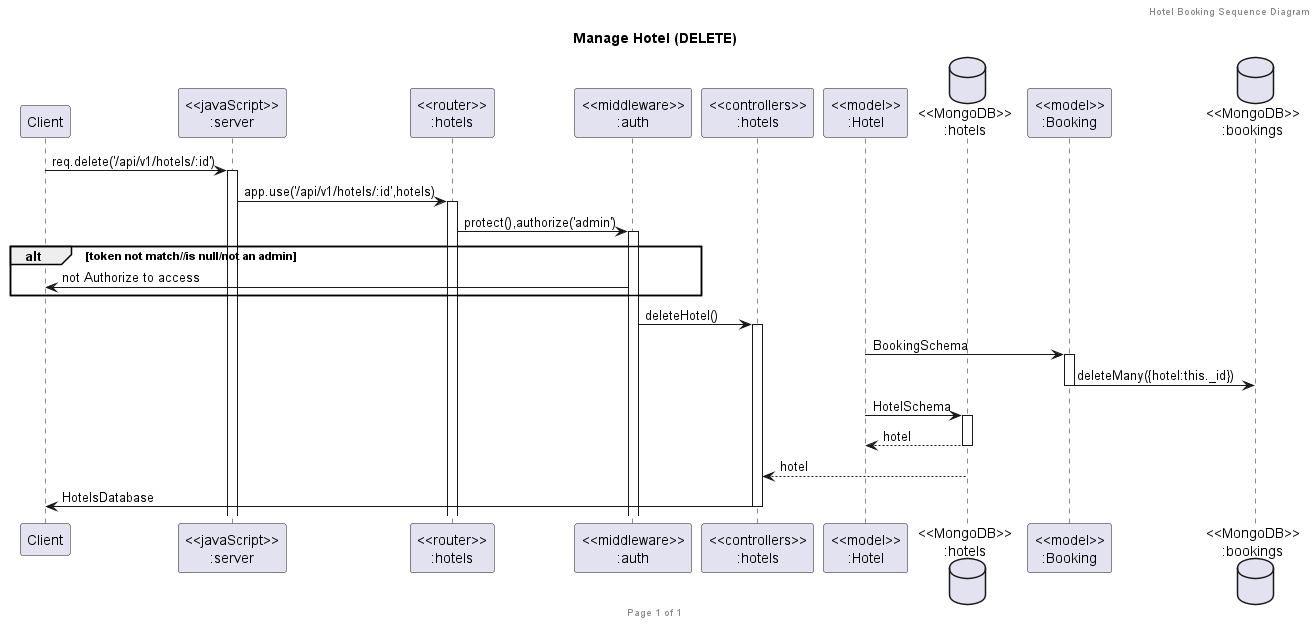 Hotel Booking Sequence Diagram
Manage Hotel (DELETE)
Client
<<javaScript>>
:server
<<router>>
:hotels
<<middleware>>
:auth
<<controllers>>
:hotels
<<model>>
:Hotel
<<MongoDB>>
:hotels
<<model>>
:Booking
<<MongoDB>>
:bookings
req.delete('/api/v1/hotels/:id')
app.use('/api/v1/hotels/:id',hotels)
protect(),authorize('admin')
alt [token not match//is null/not an admin]
not Authorize to access
deleteHotel()
BookingSchema
deleteMany({hotel:this._id})
HotelSchema
hotel
hotel
HotelsDatabase
Client
<<javaScript>>
:server
<<router>>
:hotels
<<middleware>>
:auth
<<controllers>>
:hotels
<<model>>
:Hotel
<<MongoDB>>
:hotels
<<model>>
:Booking
<<MongoDB>>
:bookings
Page 1 of 1